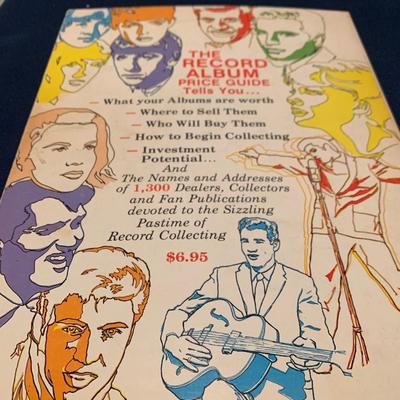 THE
RECORD
ALBUM
PRICE GUIDE
Tells You...
— What your Albums are worth
— Where to Sell Them
— Who Will Buy Them
— How to Begin Collecting
— Investment
Potential...
And
The Names and Addresses
of 1,300 Dealers, Collectors
and Fan Publications
devoted to the Sizzling
Pastime of
Record Collecting
$6.95